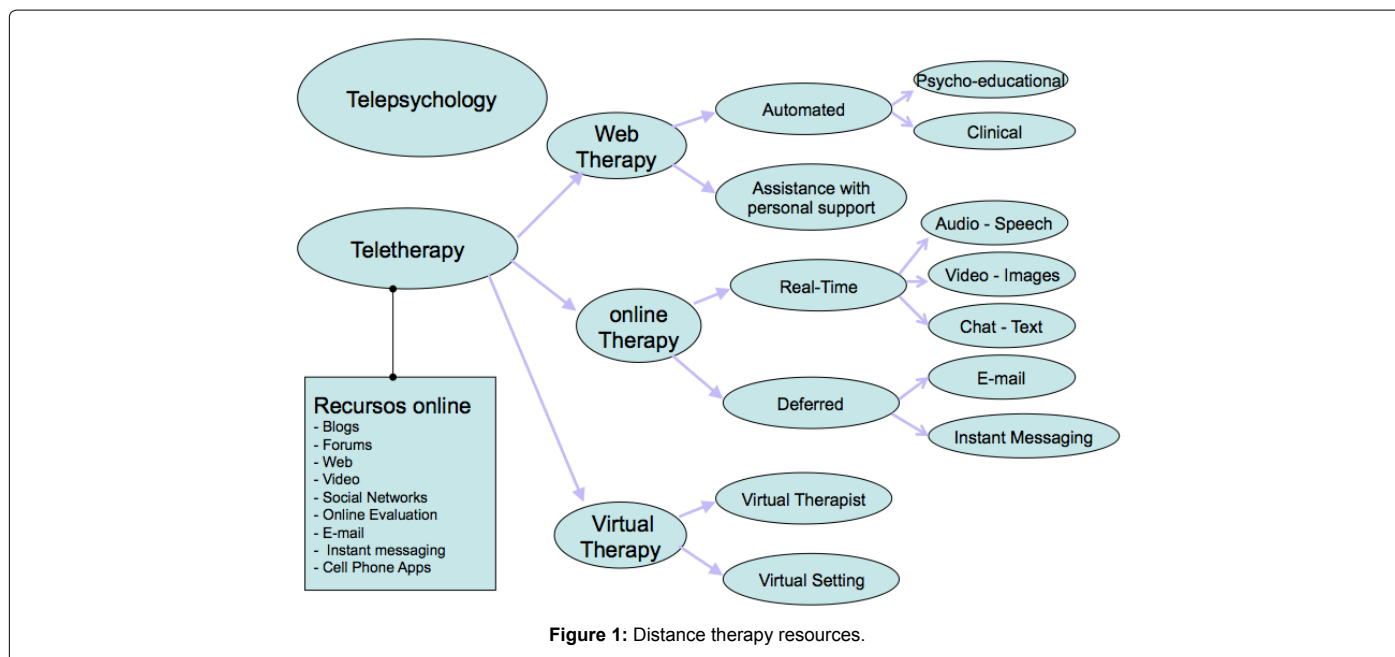 Telepsychology
Teletherapy
Recursos online
- Blogs
- Forums
- Web
- Video
- Social Networks
- Online Evaluation
- E-mail
- Instant messaging
- Cell Phone Apps
Web
Therapy
Automated
Psycho-educational
Clinical
Assistance with
personal support
online
Therapy
Real-Time
Audio - Speech
Video - Images
Chat - Text
Deferred
E-mail
Instant Messaging
Virtual
Therapy
Virtual Therapist
Virtual Setting
Figure 1: Distance therapy resources.